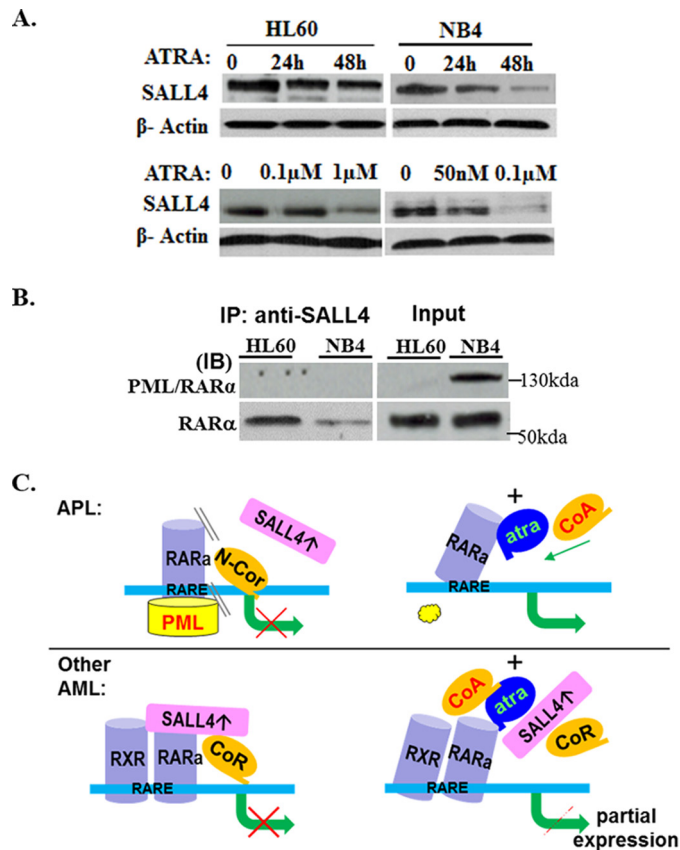 A.
HL60 NB4
ATRA: 0 24h 48h 0 24h 48h
SALL4
β- Actin
ATRA: 0 0.1µM 1µM 0 50nM 0.1µM
SALL4
β- Actin
B.
IP: anti-SALL4 Input
(IB) HL60 NB4 HL60 NB4
PML/RARα 130kda
RARα 50kda
C.
APL:
SALL4↑
RARa N-Cor
RARE
PML
+
RARa atra CoA
RARE
Other
AML:
SALL4↑
RXR RARa CoR
RARE
+
CoA atra
SALL4↑
RXR RARa CoR
RARE
partial
expression